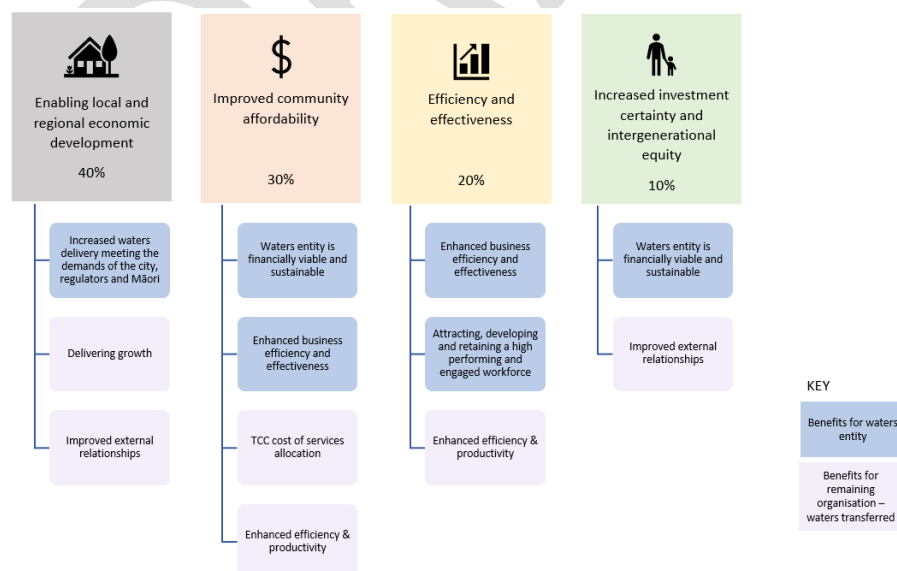 Enabling local and
regional economic
development
40%
Increased waters
delivery meeting the
demands of the city,
regulators and Māori
Delivering growth
Improved external
relationships
$
Improved community
affordability
30%
Waters entity is
financially viable and
sustainable
Enhanced business
efficiency and
effectiveness
TCC cost of services
allocation
Enhanced efficiency &
productivity
Efficiency and
effectiveness
20%
Enhanced business
efficiency and
effectiveness
Attracting, developing
and retaining a high
performing and
engaged workforce
Enhanced efficiency &
productivity
Increased investment
certainty and
intergenerational
equity
10%
Waters entity is
financially viable and
sustainable
Improved external
relationships
KEY
Benefits for waters
entity
Benefits for
remaining
organisation –
waters transferred